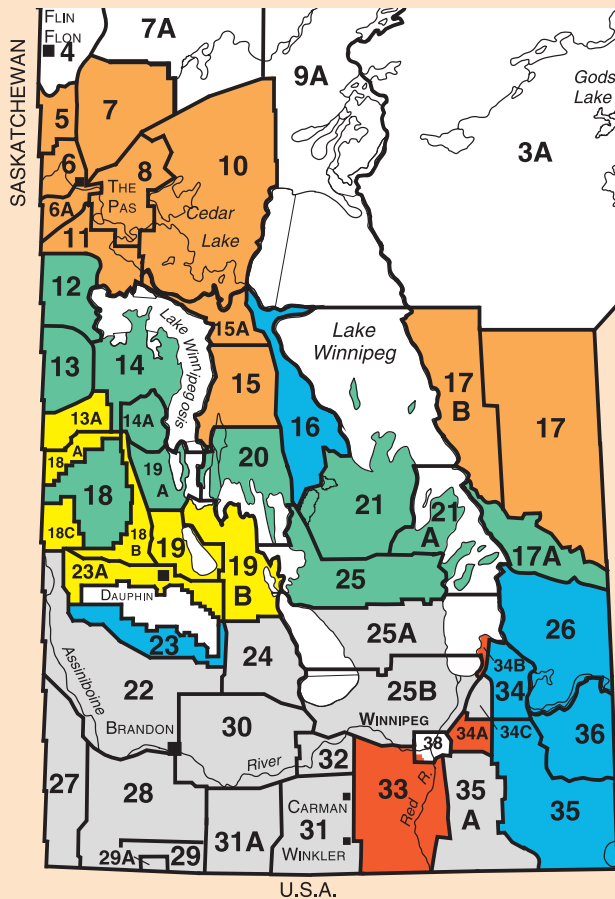 FLIN
FLON
4
7A
9A
Gods
Lake
3A
SASKATCHEWAN
5
7
6
8
10
THE
PAS
6A
Cedar
Lake
11
12
Lake Winnipegosis
15A
Lake
Winnipeg
13
14
15
17
B
17
13A
14A
16
18
A
19
A
20
18
21
21
A
18C
18
B
19
19
B
17A
23A
25
DAUPHIN
23
26
25A
24
34B
34
Assiniboine
22
25B
WINNIPEG
BRANDON
30
34A
34C
36
38
River
32
27
28
33
35
A
35
CARMAN
31A
31
Red R.
29A
29
WINKLER
U.S.A.